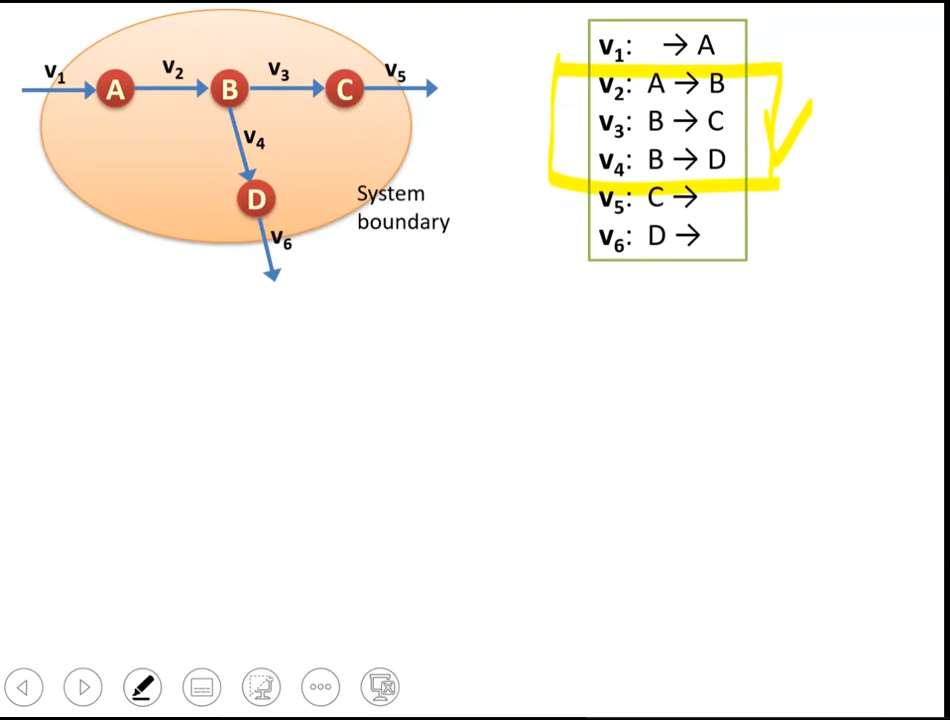 v₁ v₂ v₃ v₅
A B C
v₄
D
System
boundary
v₆
v₁: → A
v₂: A → B
v₃: B → C
v₄: B → D
v₅: C →
v₆: D →